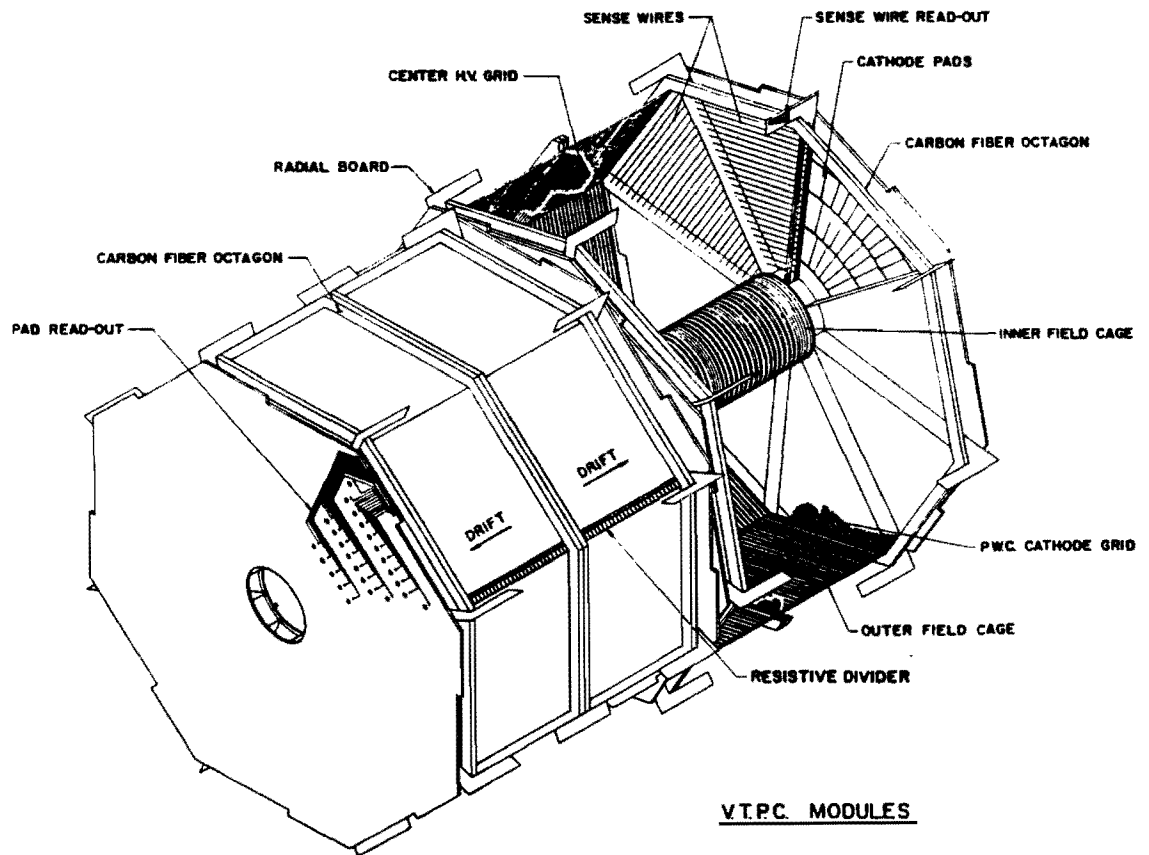 SENSE WIRES
SENSE WIRE READ-OUT
CENTER H.V. GRID
CATHODE PADS
CARBON FIBER OCTAGON
RADIAL BOARD
CARBON FIBER OCTAGON
PAD READ-OUT
INNER FIELD CAGE
DRIFT
DRIFT
P.W.C. CATHODE GRID
OUTER FIELD CAGE
RESISTIVE DIVIDER
V.T.P.C. MODULES